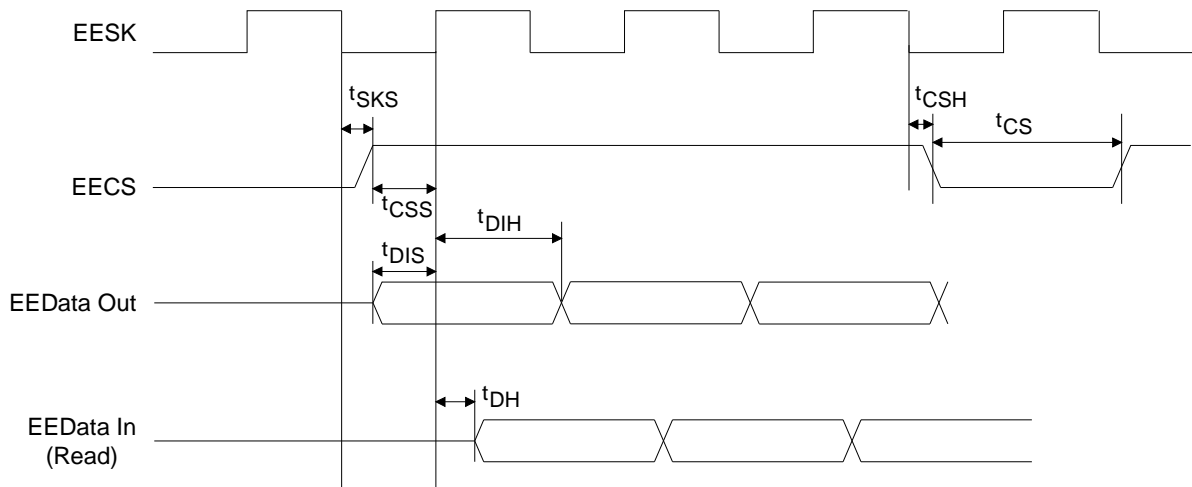 EESK
tSKS
tCSH
tCS
EECS
tCSS
tDIH
tDIS
EEData Out
tDH
EEData In
(Read)